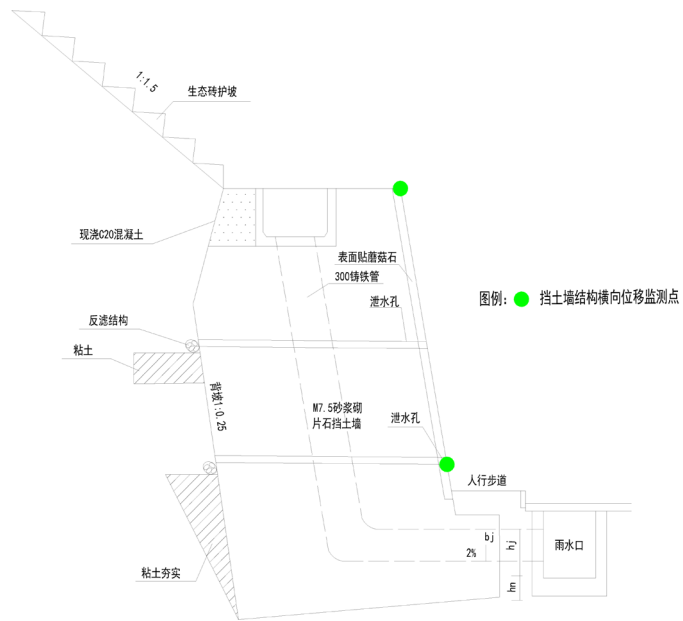 1:1.5
生态砖护坡
现浇C20混凝土
表面贴蘑菇石
300铸铁管
图例:
挡土墙结构横向位移监测点
泄水孔
反滤结构
粘土
背坡1:0.25
M7.5砂浆砌
片石挡土墙
泄水孔
人行步道
bj
hj
雨水口
2%
粘土夯实
hn